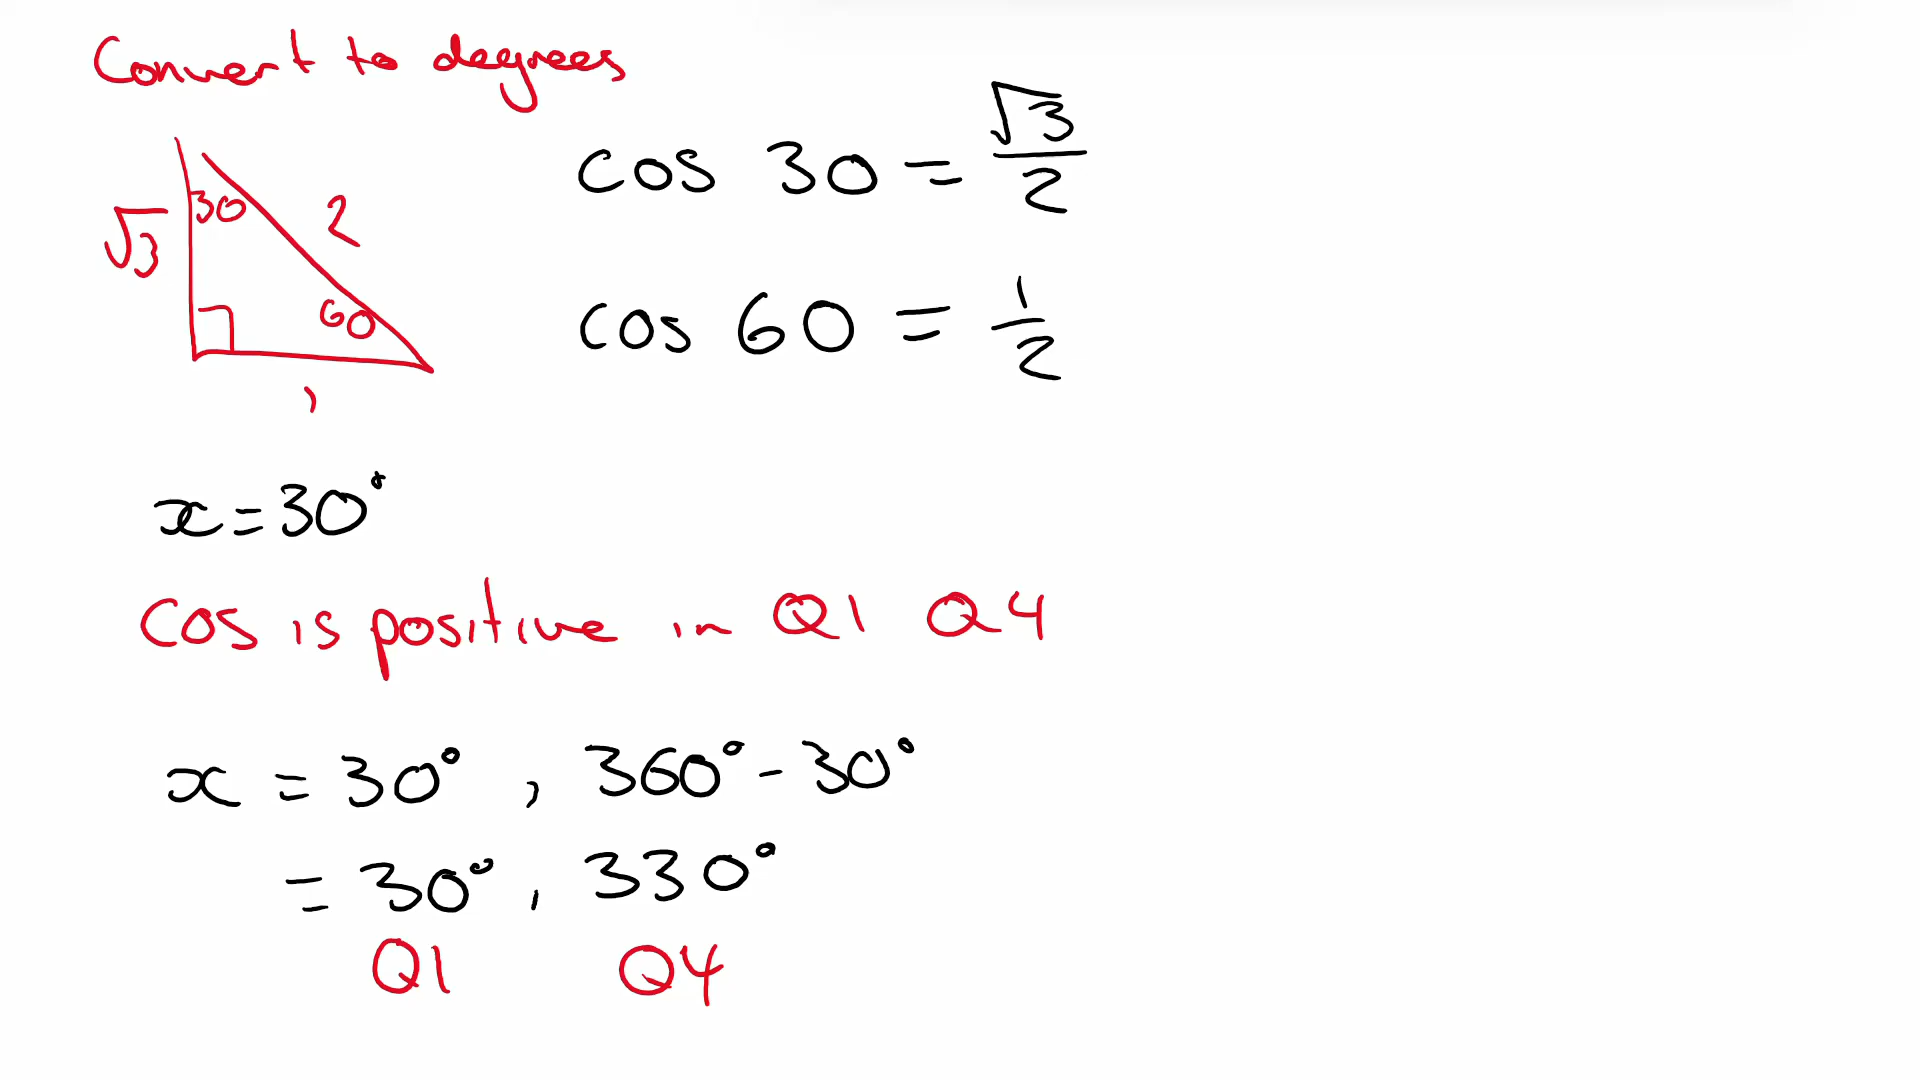 Convert to degrees
cos 30 = √3/2
30
2
√3
60
1
cos 60 = 1/2
x = 30°
cos is positive in Q1 Q4
x = 30° , 360° - 30°
= 30° , 330°
Q1 Q4